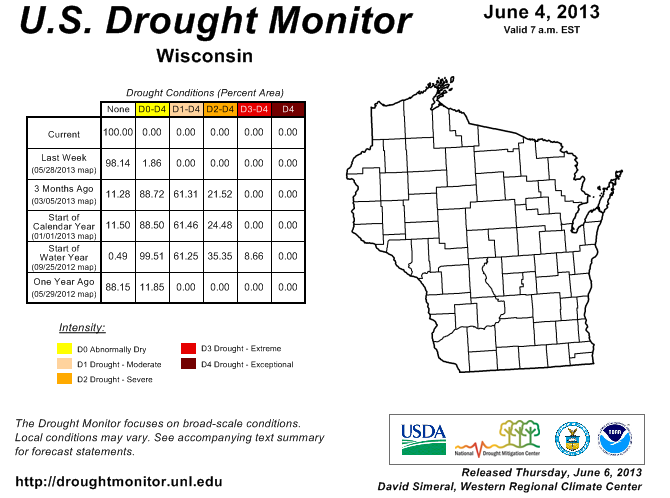 U.S. Drought Monitor
Wisconsin
June 4, 2013
Valid 7 a.m. EST
Drought Conditions (Percent Area)
None D0-D4 D1-D4 D2-D4 D3-D4 D4
Current 100.00 0.00 0.00 0.00 0.00 0.00
Last Week
(05/28/2013 map) 98.14 1.86 0.00 0.00 0.00 0.00
3 Months Ago
(03/05/2013 map) 11.28 88.72 61.31 21.52 0.00 0.00
Start of
Calendar Year
(01/01/2013 map) 11.50 88.50 61.46 24.48 0.00 0.00
Start of
Water Year
(09/25/2012 map) 0.49 99.51 61.25 35.35 8.66 0.00
One Year Ago
(05/29/2012 map) 88.15 11.85 0.00 0.00 0.00 0.00
Intensity:
D0 Abnormally Dry
D1 Drought - Moderate
D2 Drought - Severe
D3 Drought - Extreme
D4 Drought - Exceptional
The Drought Monitor focuses on broad-scale conditions.
Local conditions may vary. See accompanying text summary
for forecast statements.
http://droughtmonitor.unl.edu
USDA
National Drought Mitigation Center
NOAA
Released Thursday, June 6, 2013
David Simeral, Western Regional Climate Center